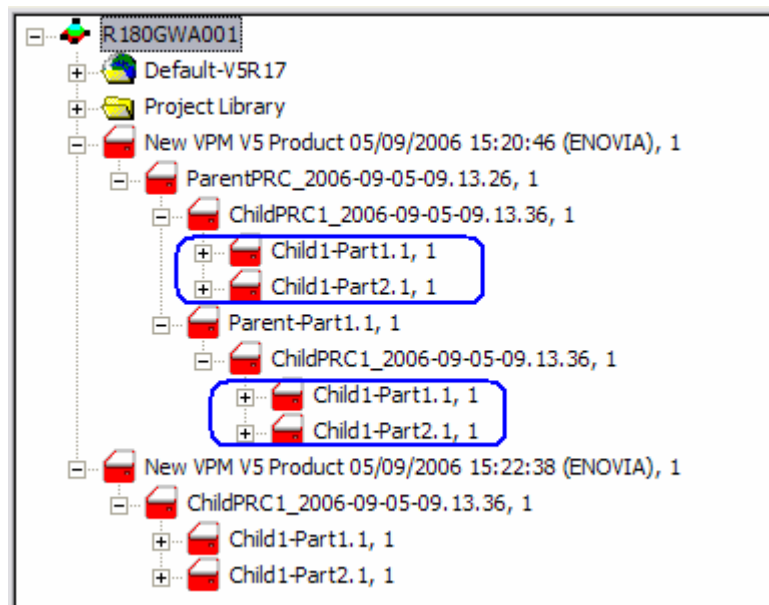 R180GWA001
Default-V5R17
Project Library
New VPM V5 Product 05/09/2006 15:20:46 (ENOVIA), 1
ParentPRC_2006-09-05-09.13.26, 1
ChildPRC1_2006-09-05-09.13.36, 1
Child1-Part1.1, 1
Child1-Part2.1, 1
Parent-Part1.1, 1
ChildPRC1_2006-09-05-09.13.36, 1
Child1-Part1.1, 1
Child1-Part2.1, 1
New VPM V5 Product 05/09/2006 15:22:38 (ENOVIA), 1
ChildPRC1_2006-09-05-09.13.36, 1
Child1-Part1.1, 1
Child1-Part2.1, 1